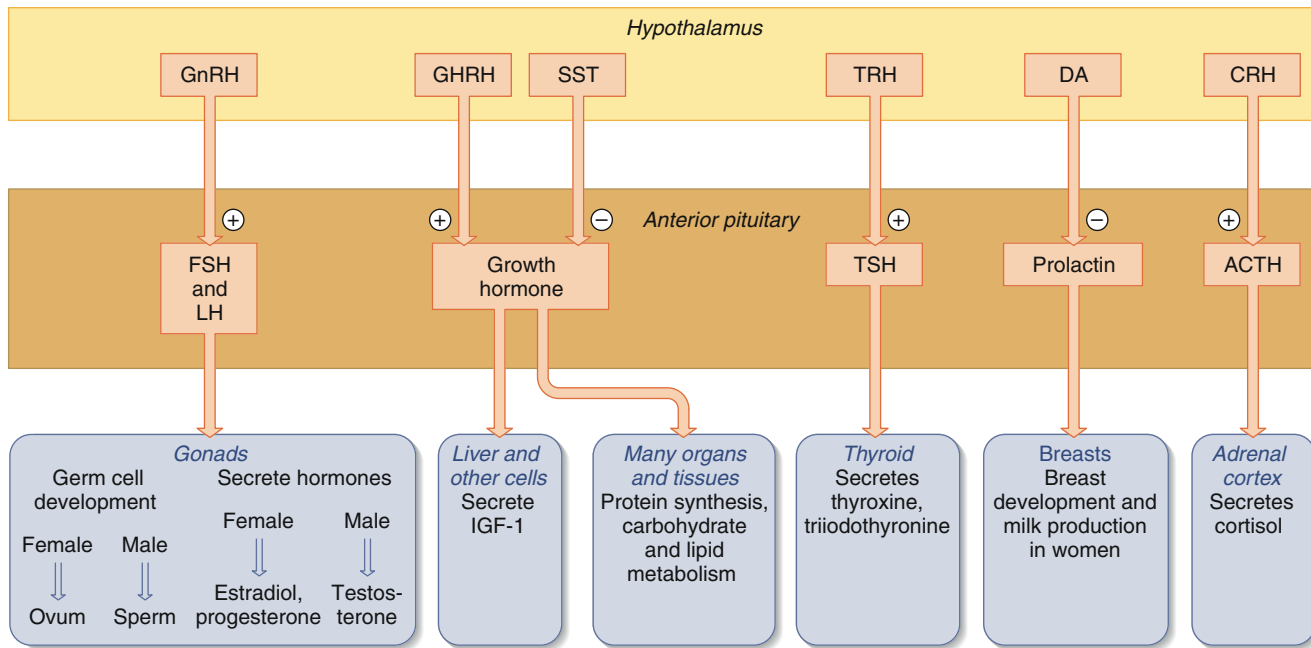 Hypothalamus
GnRH
GHRH
SST
TRH
DA
CRH
+
+
−
+
−
+
Anterior pituitary
FSH
and
LH
Growth
hormone
TSH
Prolactin
ACTH
Gonads
Germ cell
development
Female
Male
Ovum
Sperm
Secrete hormones
Female
Male
Estradiol,
progesterone
Testos-
terone
Liver and
other cells
Secrete
IGF-1
Many organs
and tissues
Protein synthesis,
carbohydrate
and lipid
metabolism
Thyroid
Secretes
thyroxine,
triiodothyronine
Breasts
Breast
development and
milk production
in women
Adrenal
cortex
Secretes
cortisol